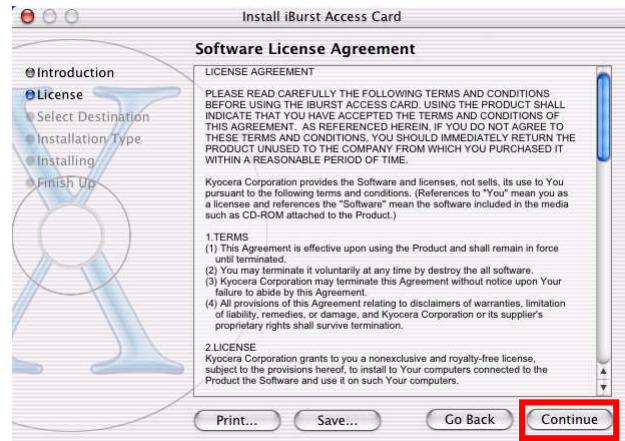 Install iBurst Access Card
Software License Agreement
Introduction
License
Select Destination
Installation Type
Installing
Finish Up
LICENSE AGREEMENT
PLEASE READ CAREFULLY THE FOLLOWING TERMS AND CONDITIONS
BEFORE USING THE IBURST ACCESS CARD. USING THE PRODUCT SHALL
INDICATE THAT YOU HAVE ACCEPTED THE TERMS AND CONDITIONS OF
THIS AGREEMENT.  AS REFERENCED HEREIN, IF YOU DO NOT AGREE TO
THESE TERMS AND CONDITIONS, YOU SHOULD IMMEDIATELY RETURN THE
PRODUCT UNUSED TO THE COMPANY FROM WHICH YOU PURCHASED IT
WITHIN A REASONABLE PERIOD OF TIME.
Kyocera Corporation provides the Software and licenses, not sells, its use to You
pursuant to the following terms and conditions. (References to "You" mean you as
a licensee and references the "Software" mean the software included in the media
such as CD-ROM attached to the Product.)
1.TERMS
(1) This Agreement is effective upon using the Product and shall remain in force
until terminated.
(2) You may terminate it voluntarily at any time by destroy the all software.
(3) Kyocera Corporation may terminate this Agreement without notice upon Your
failure to abide by this Agreement.
(4) All provisions of this Agreement relating to disclaimers of warranties, limitation
of liability, remedies, or damage, and Kyocera Corporation or its supplier's
proprietary rights shall survive termination.
2.LICENSE
Kyocera Corporation grants to you a nonexclusive and royalty-free license,
subject to the provisions hereof, to install to Your computers connected to the
Product the Software and use it on such Your computers.
Print... Save... Go Back Continue